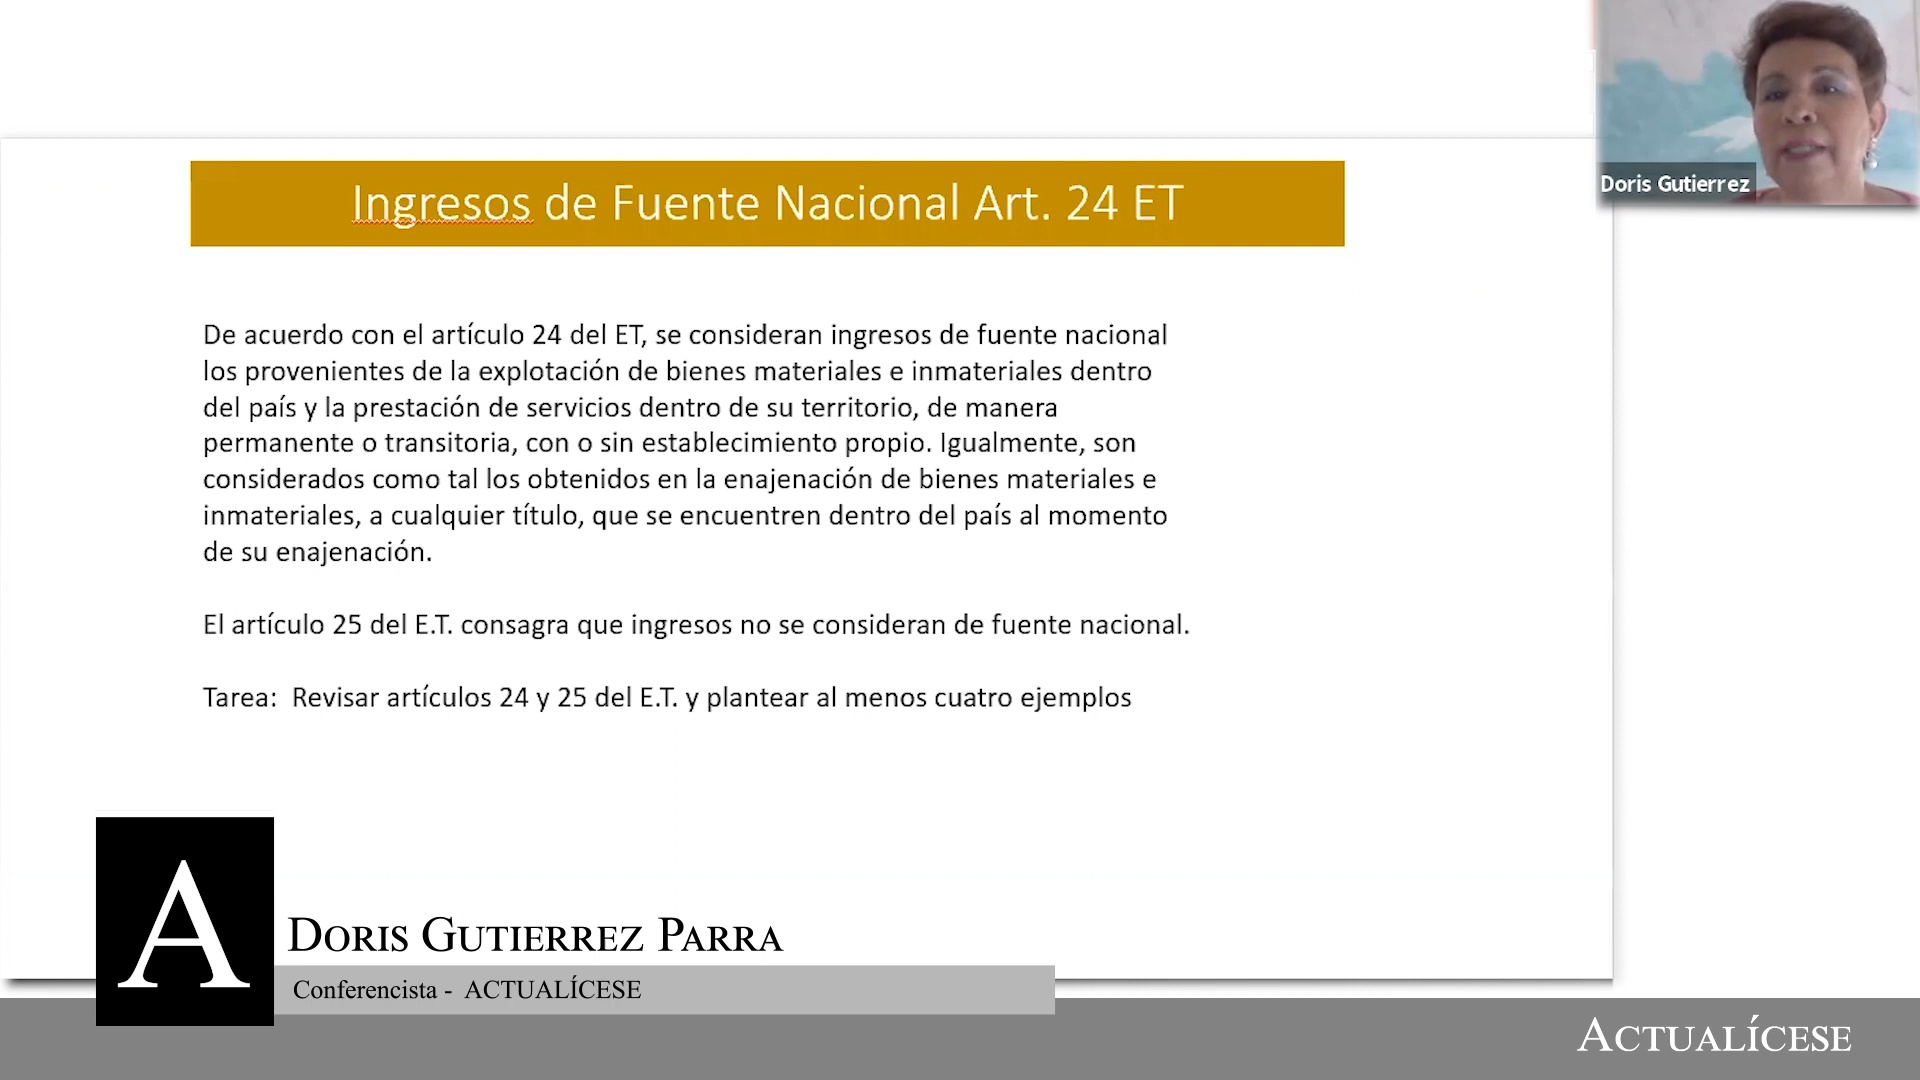 Doris Gutierrez
Ingresos de Fuente Nacional Art. 24 ET
De acuerdo con el artículo 24 del ET, se consideran ingresos de fuente nacional
los provenientes de la explotación de bienes materiales e inmateriales dentro
del país y la prestación de servicios dentro de su territorio, de manera
permanente o transitoria, con o sin establecimiento propio. Igualmente, son
considerados como tal los obtenidos en la enajenación de bienes materiales e
inmateriales, a cualquier título, que se encuentren dentro del país al momento
de su enajenación.
El artículo 25 del E.T. consagra que ingresos no se consideran de fuente nacional.
Tarea:  Revisar artículos 24 y 25 del E.T. y plantear al menos cuatro ejemplos
A
DORIS GUTIERREZ PARRA
Conferencista -  ACTUALÍCESE
ACTUALÍCESE